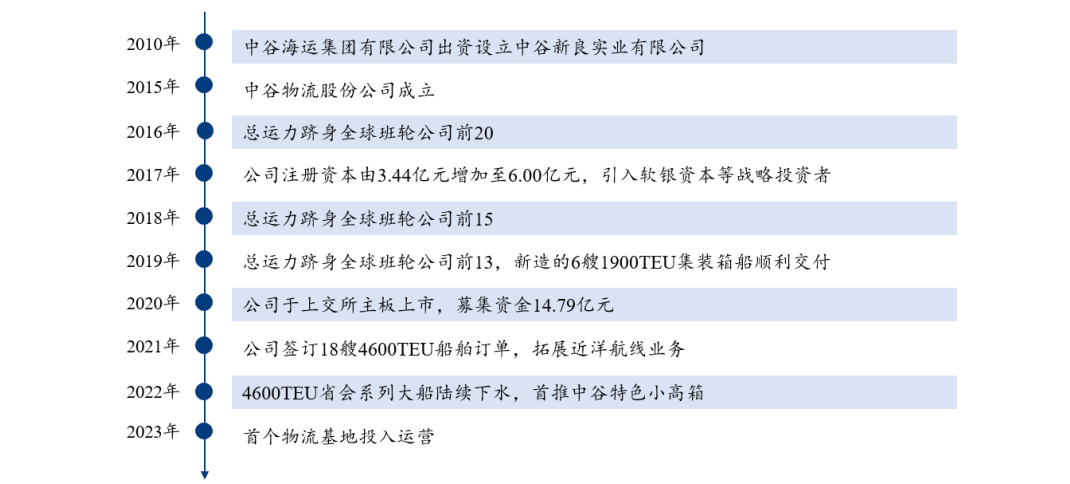 2010年 中谷海运集团有限公司出资设立中谷新良实业有限公司
2015年 中谷物流股份公司成立
2016年 总运力跻身全球班轮公司前20
2017年 公司注册资本由3.44亿元增加至6.00亿元，引入软银资本等战略投资者
2018年 总运力跻身全球班轮公司前15
2019年 总运力跻身全球班轮公司前13，新造的6艘1900TEU集装箱船顺利交付
2020年 公司于上交所主板上市，募集资金14.79亿元
2021年 公司签订18艘4600TEU船舶订单，拓展近洋航线业务
2022年 4600TEU省会系列大船陆续下水，首推中谷特色小高箱
2023年 首个物流基地投入运营